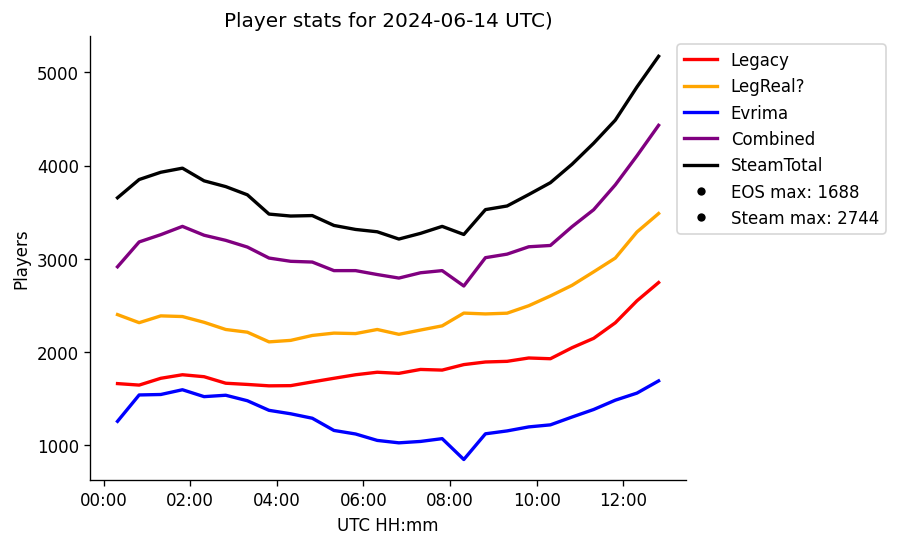 Player stats for 2024-06-14 UTC)
5000
4000
3000
2000
1000
Players
00:00 02:00 04:00 06:00 08:00 10:00 12:00
UTC HH:mm
Legacy
LegReal?
Evrima
Combined
SteamTotal
EOS max: 1688
Steam max: 2744